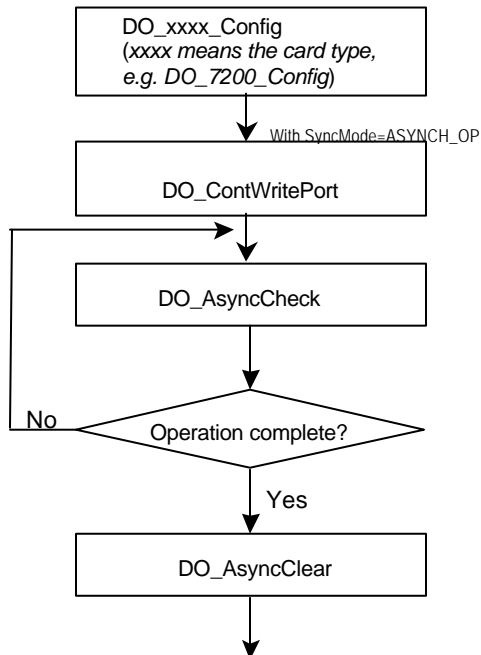 DO_xxxx_Config
(xxxx means the card type,
e.g. DO_7200_Config)
With SyncMode=ASYNCH_OP
DO_ContWritePort
DO_AsyncCheck
No
Operation complete?
Yes
DO_AsyncClear